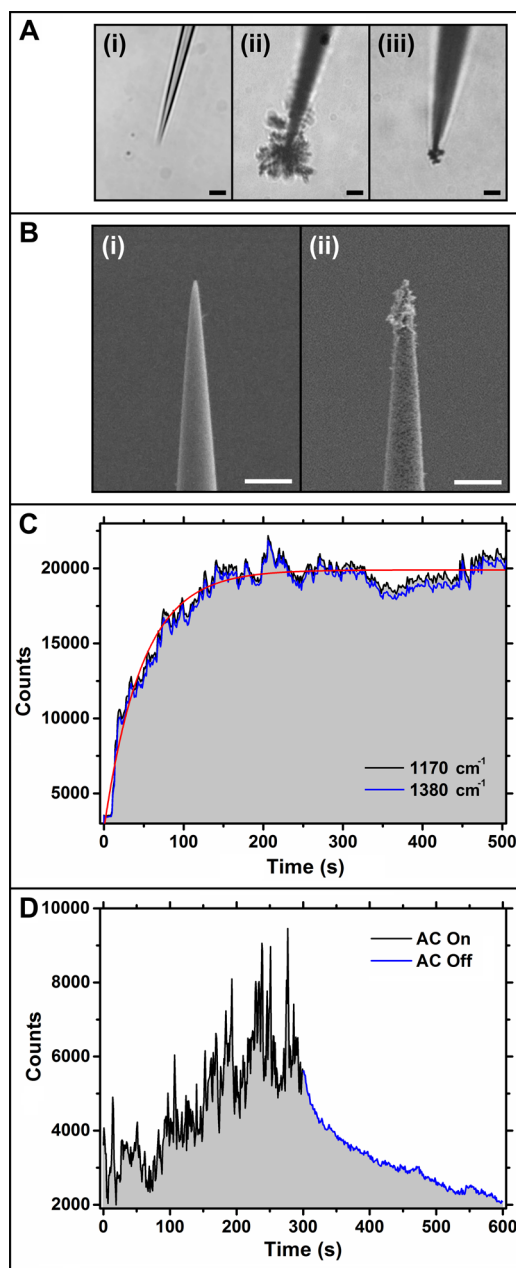 A
(i)
(ii)
(iii)
B
(i)
(ii)
C
20000
15000
10000
5000
Counts
1170 cm⁻¹
1380 cm⁻¹
0 100 200 300 400 500
Time (s)
D
10000
8000
6000
4000
2000
Counts
AC On
AC Off
0 100 200 300 400 500 600
Time (s)